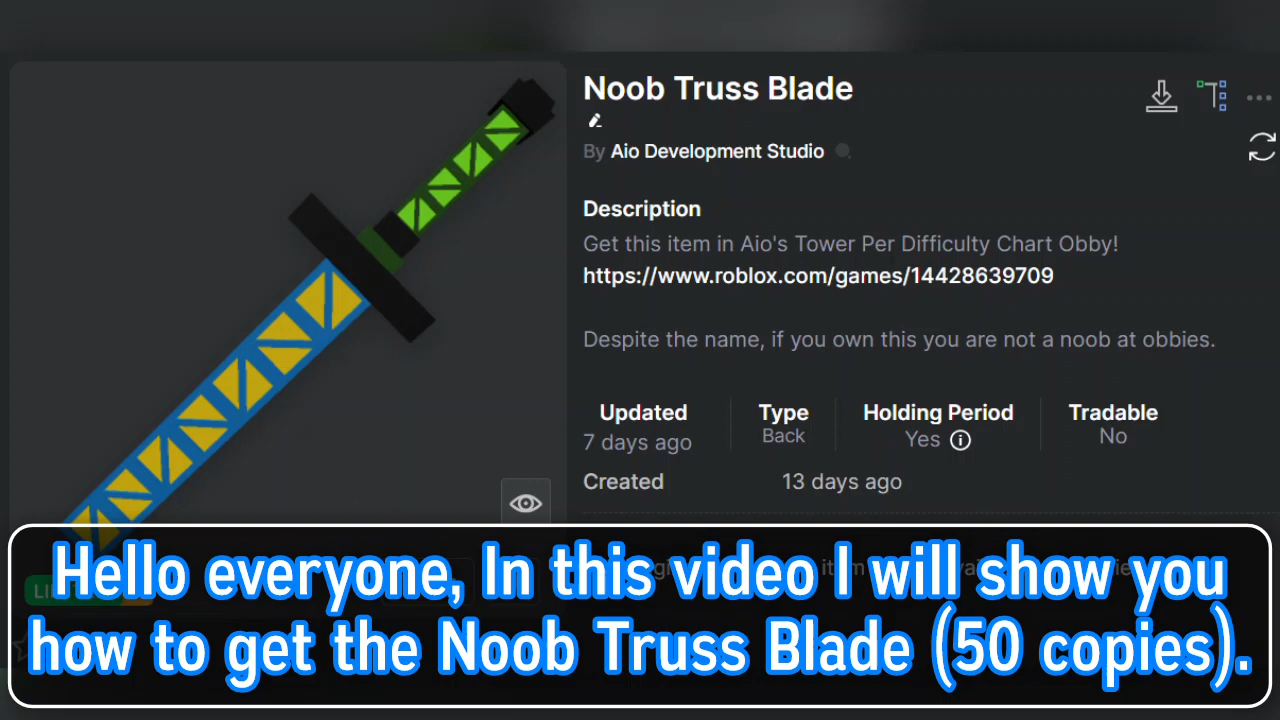 Noob Truss Blade
By Aio Development Studio
Description
Get this item in Aio's Tower Per Difficulty Chart Obby!
https://www.roblox.com/games/14428639709
Despite the name, if you own this you are not a noob at obbies.
Updated Type Holding Period Tradable
7 days ago Back Yes No
Created 13 days ago
Hello everyone, In this video I will show you
how to get the Noob Truss Blade (50 copies).